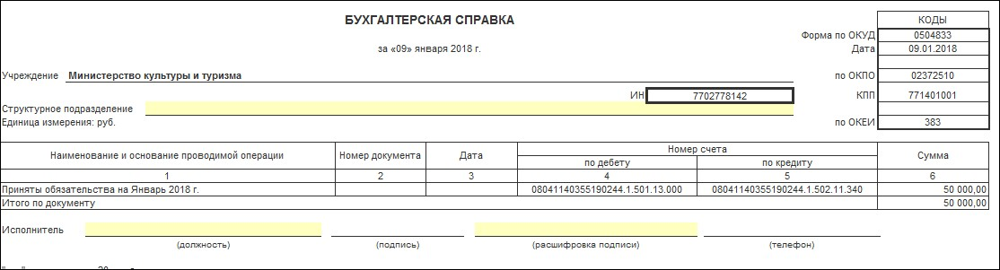 БУХГАЛТЕРСКАЯ СПРАВКА
КОДЫ
Форма по ОКУД 0504833
за «09» января 2018 г. Дата 09.01.2018
Учреждение Министерство культуры и туризма по ОКПО 02372510
ИН 7702778142 КПП 771401001
Структурное подразделение
Единица измерения: руб. по ОКЕИ 383
Наименование и основание проводимой операции Номер документа Дата Номер счета Сумма
по дебету по кредиту
1 2 3 4 5 6
Приняты обязательства на Январь 2018 г. 08041140355190244.1.501.13.000 08041140355190244.1.502.11.340 50 000,00
Итого по документу 50 000,00
Исполнитель
(должность) (подпись) (расшифровка подписи) (телефон)